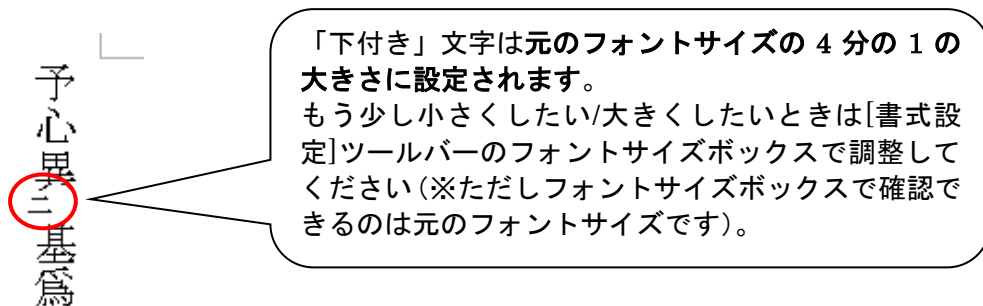 予心異ニ基爲
「下付き」文字は元のフォントサイズの 4 分の 1 の
大きさに設定されます。
もう少し小さくしたい/大きくしたいときは[書式設
定]ツールバーのフォントサイズボックスで調整して
ください(※ただしフォントサイズボックスで確認で
きるのは元のフォントサイズです)。